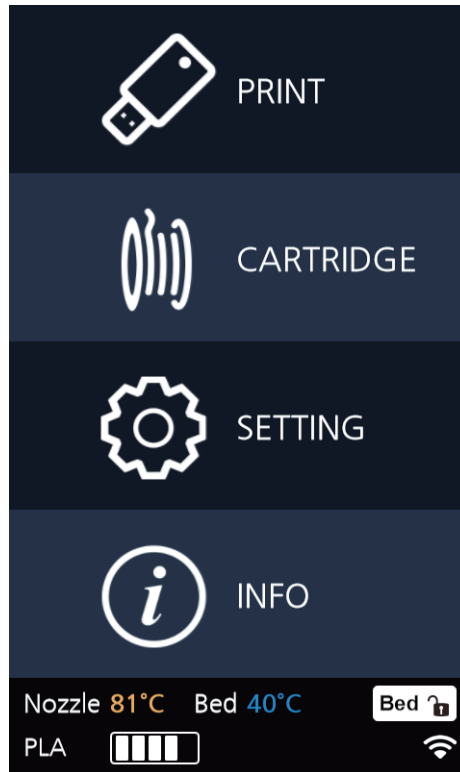 PRINT
CARTRIDGE
SETTING
INFO
Nozzle 81°C Bed 40°C Bed
PLA